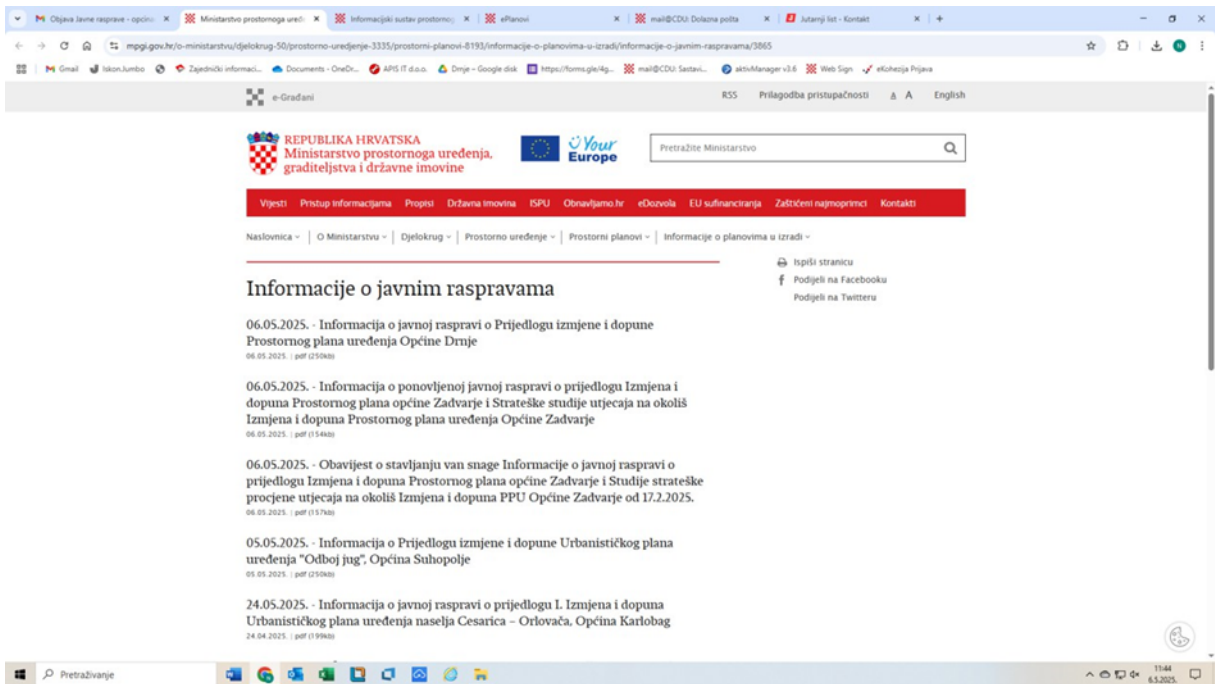 Objava Javne rasprave - općin
Ministarstvo prostornoga uređ
Informacijski sustav prostorno
ePlanovi
mail@CDU: Dolazna pošta
Jutarnji list - Kontakt
mpgi.gov.hr/o-ministarstvu/djelokrug-50/prostorno-uredjenje-3335/prostorni-planovi-8193/informacije-o-planovima-u-izradi/informacije-o-javnim-raspravama/3865
Gmail
Iskon.Jumbo
Zajednički informaci...
Documents - OneDr...
APIS IT d.o.o.
Drnje – Google disk
https://forms.gle/4g...
mail@CDU: Sastavi...
aktivManager v3.6
Web Sign
eKohezija Prijava
e-Građani
RSS
Prilagodba pristupačnosti
A A
English
REPUBLIKA HRVATSKA
Ministarstvo prostornoga uređenja,
graditeljstva i državne imovine
Your
Europe
Pretražite Ministarstvo
Vijesti Pristup informacijama Propisi Državna imovina ISPU Obnavljamo.hr eDozvola EU sufinanciranja Zaštićeni najmoprimci Kontakti
Naslovnica | O Ministarstvu | Djelokrug | Prostorno uređenje | Prostorni planovi | Informacije o planovima u izradi
Ispiši stranicu
Podijeli na Facebooku
Podijeli na Twitteru
Informacije o javnim raspravama
06.05.2025. - Informacija o javnoj raspravi o Prijedlogu izmjene i dopune
Prostornog plana uređenja Općine Drnje
06.05.2025. | pdf (250kb)
06.05.2025. - Informacija o ponovljenoj javnoj raspravi o prijedlogu Izmjena i
dopuna Prostornog plana općine Zadvarje i Strateške studije utjecaja na okoliš
Izmjena i dopuna Prostornog plana uređenja Općine Zadvarje
06.05.2025. | pdf (154kb)
06.05.2025. - Obavijest o stavljanju van snage Informacije o javnoj raspravi o
prijedlogu Izmjena i dopuna Prostornog plana općine Zadvarje i Studije strateške
procjene utjecaja na okoliš Izmjena i dopuna PPU Općine Zadvarje od 17.2.2025.
06.05.2025. | pdf (157kb)
05.05.2025. - Informacija o Prijedlogu izmjene i dopune Urbanističkog plana
uređenja "Odboj jug", Općina Suhopolje
05.05.2025. | pdf (250kb)
24.05.2025. - Informacija o javnoj raspravi o prijedlogu I. Izmjena i dopuna
Urbanističkog plana uređenja naselja Cesarica – Orlovača, Općina Karlobag
24.04.2025. | pdf (199kb)
Pretraživanje
11:44
6.5.2025.